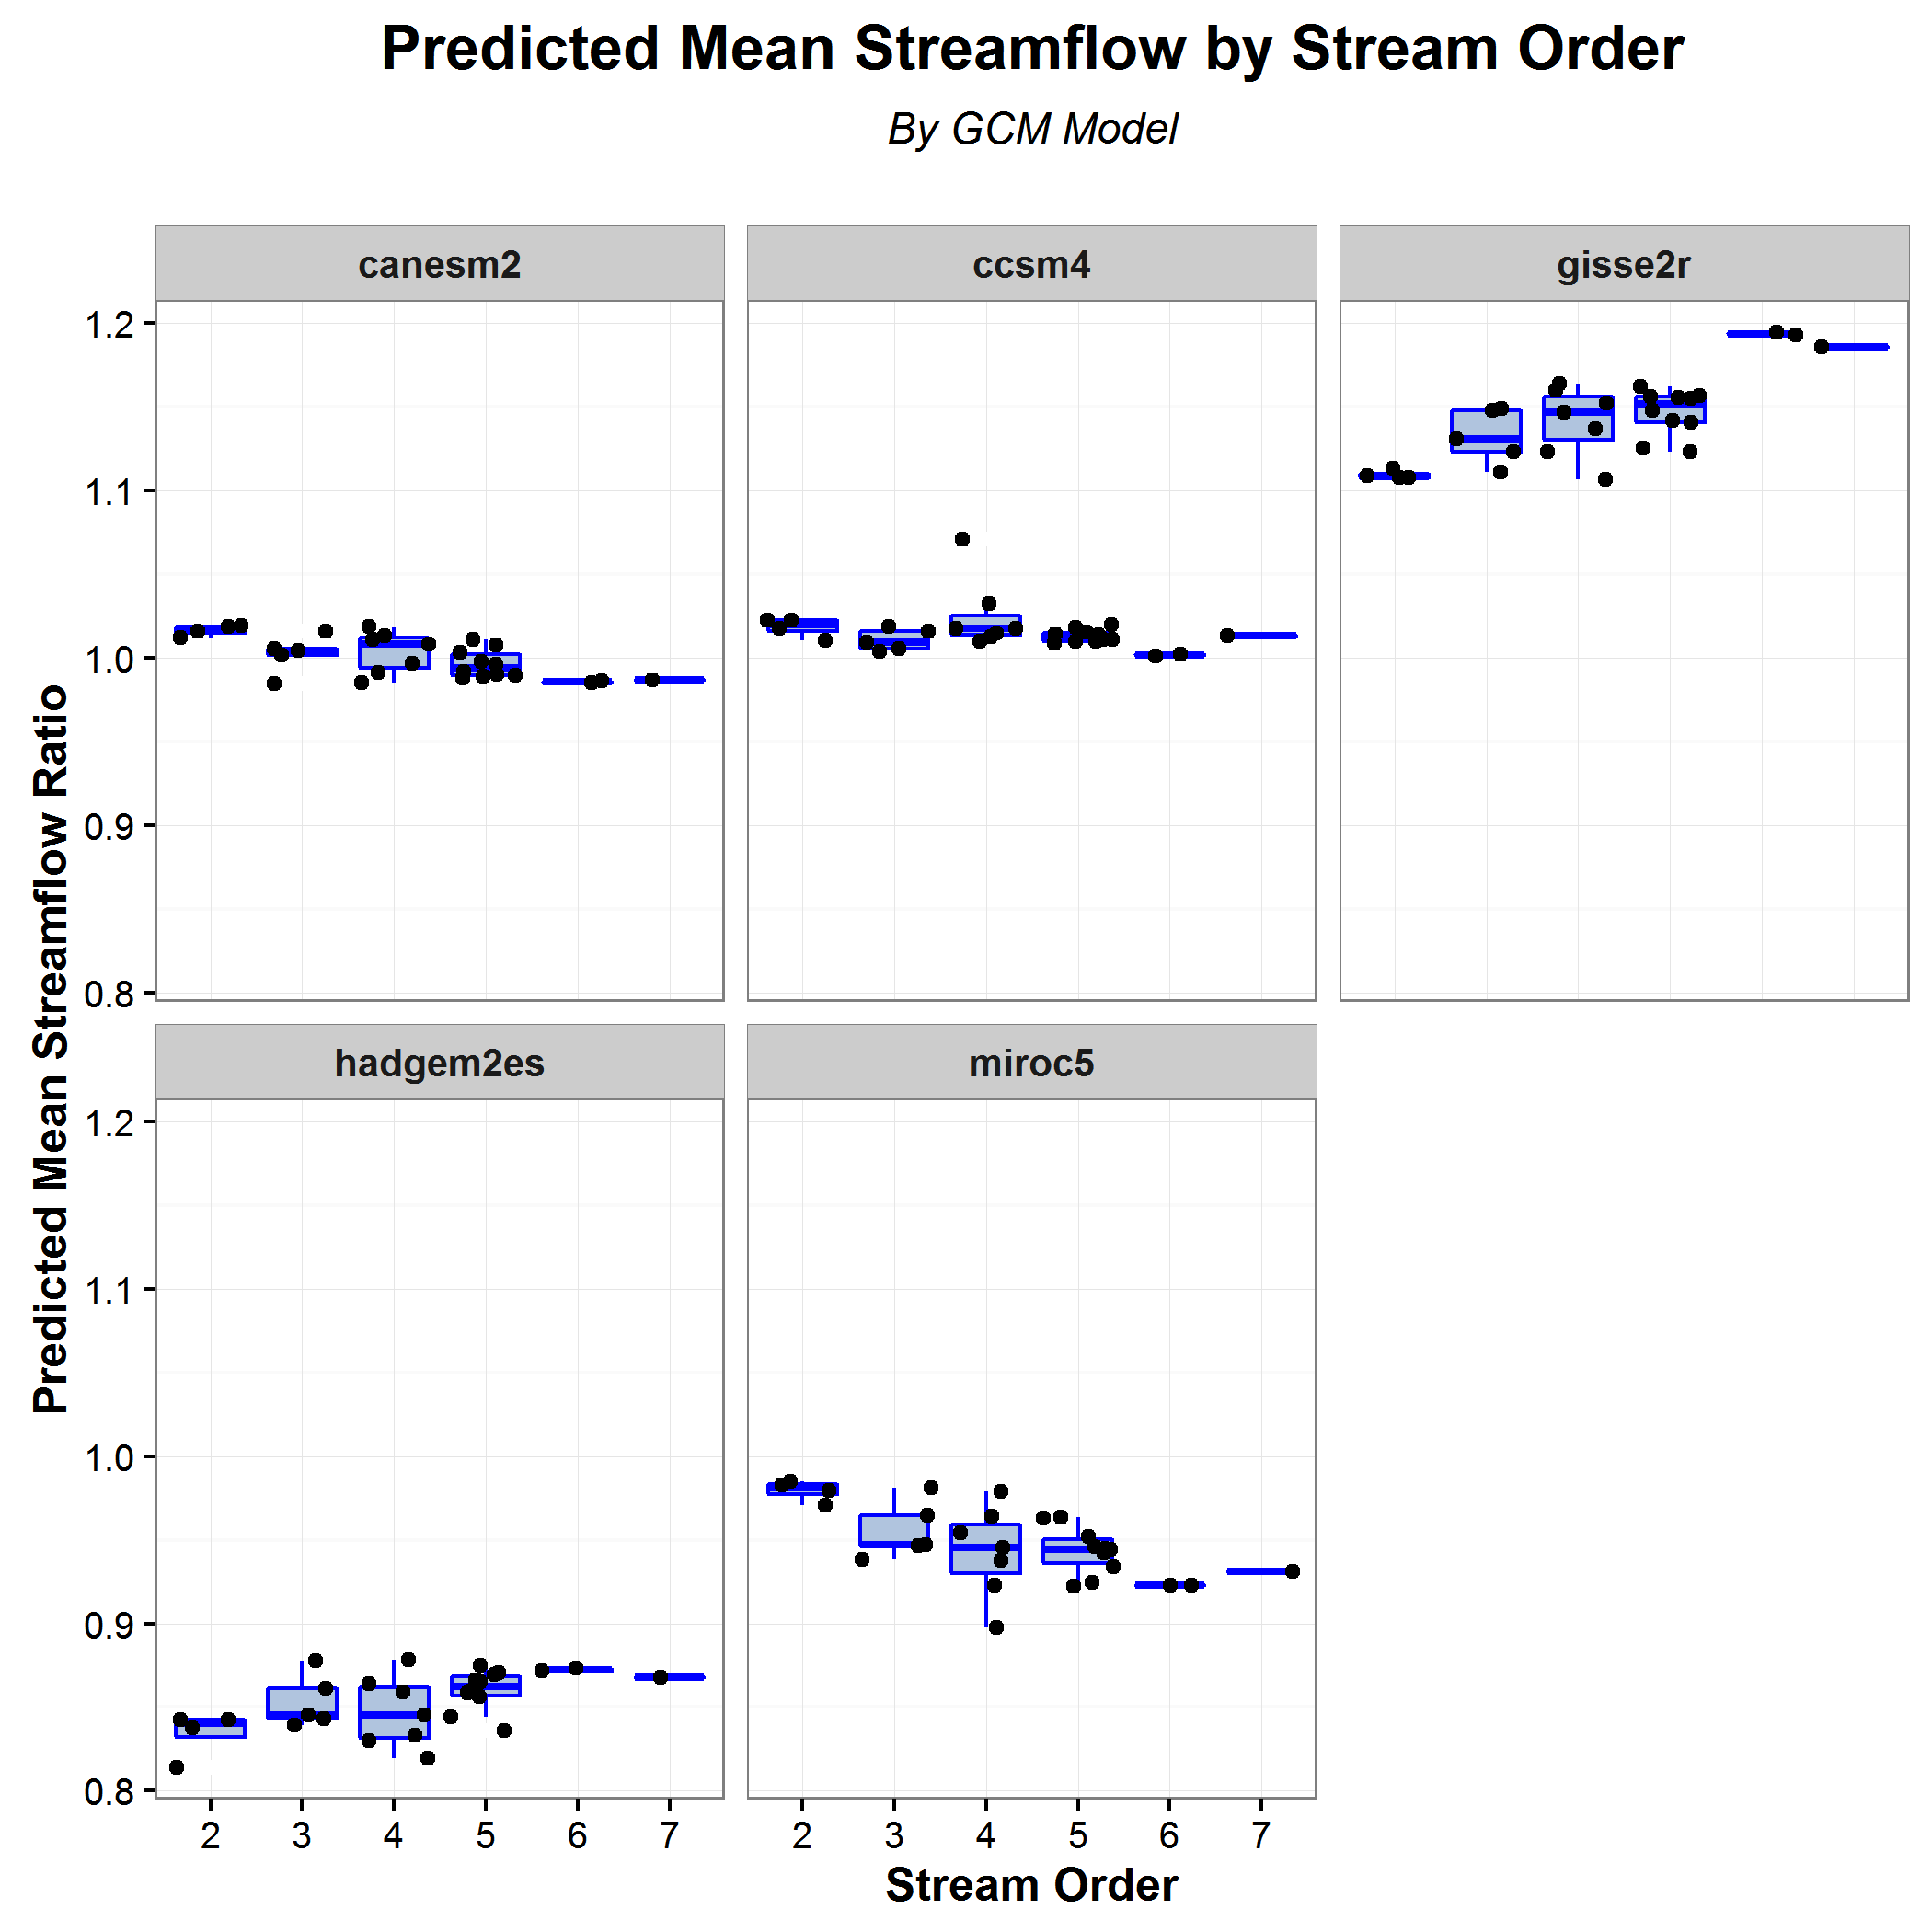 Predicted Mean Streamflow by Stream Order
By GCM Model
canesm2
ccsm4
gisse2r
1.2
1.1
1.0
0.9
0.8
Predicted Mean Streamflow Ratio
hadgem2es
miroc5
1.2
1.1
1.0
0.9
0.8
2 3 4 5 6 7
2 3 4 5 6 7
Stream Order